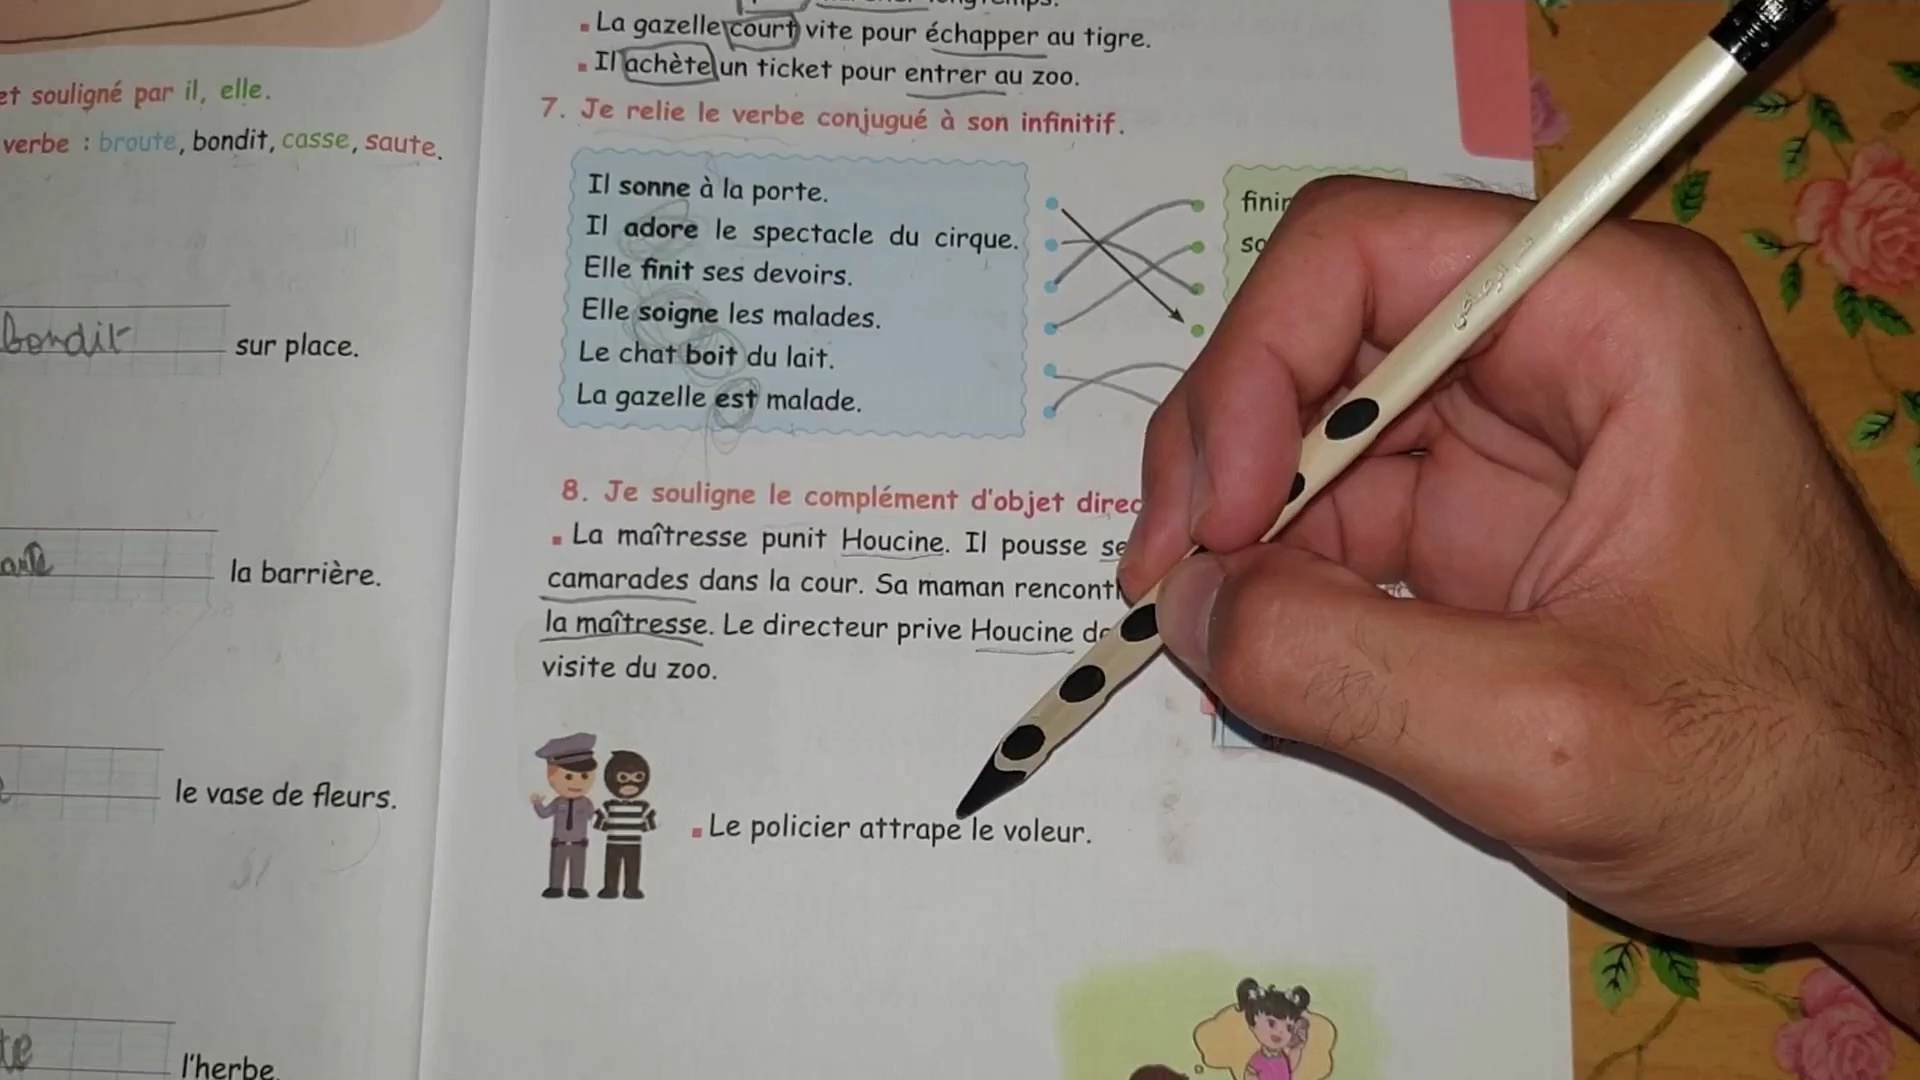 et souligné par il, elle.
verbe : broute, bondit, casse, saute.
bondit sur place.
la barrière.
le vase de fleurs.
l'herbe.
La gazelle court vite pour échapper au tigre.
Il achète un ticket pour entrer au zoo.
7. Je relie le verbe conjugué à son infinitif.
Il sonne à la porte.
Il adore le spectacle du cirque.
Elle finit ses devoirs.
Elle soigne les malades.
Le chat boit du lait.
La gazelle est malade.
finir
so
8. Je souligne le complément d'objet direc
La maîtresse punit Houcine. Il pousse se
camarades dans la cour. Sa maman rencont
la maîtresse. Le directeur prive Houcine de
visite du zoo.
Le policier attrape le voleur.